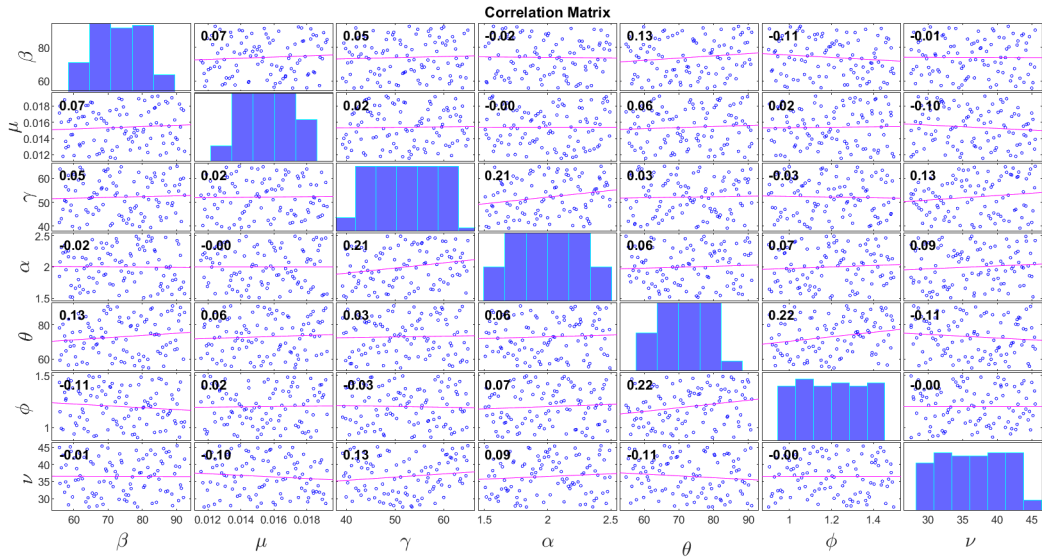 Correlation Matrix
β 80 60 0.07 0.05 -0.02 0.13 -0.11 -0.01
μ 0.018 0.016 0.014 0.012 0.07 0.02 -0.00 0.06 0.02 -0.10
γ 60 50 40 0.05 0.02 0.21 0.03 -0.03 0.13
α 2.5 2 1.5 -0.02 -0.00 0.21 0.06 0.07 0.09
θ 80 60 0.13 0.06 0.03 0.06 0.22 -0.11
φ 1.5 1 -0.11 0.02 -0.03 0.07 0.22 -0.00
ν 45 40 35 30 -0.01 -0.10 0.13 0.09 -0.11 -0.00
60 70 80 90 0.012 0.014 0.016 0.018 40 50 60 1.5 2 2.5 60 70 80 90 1 1.2 1.4 30 35 40 45
β μ γ α θ φ ν